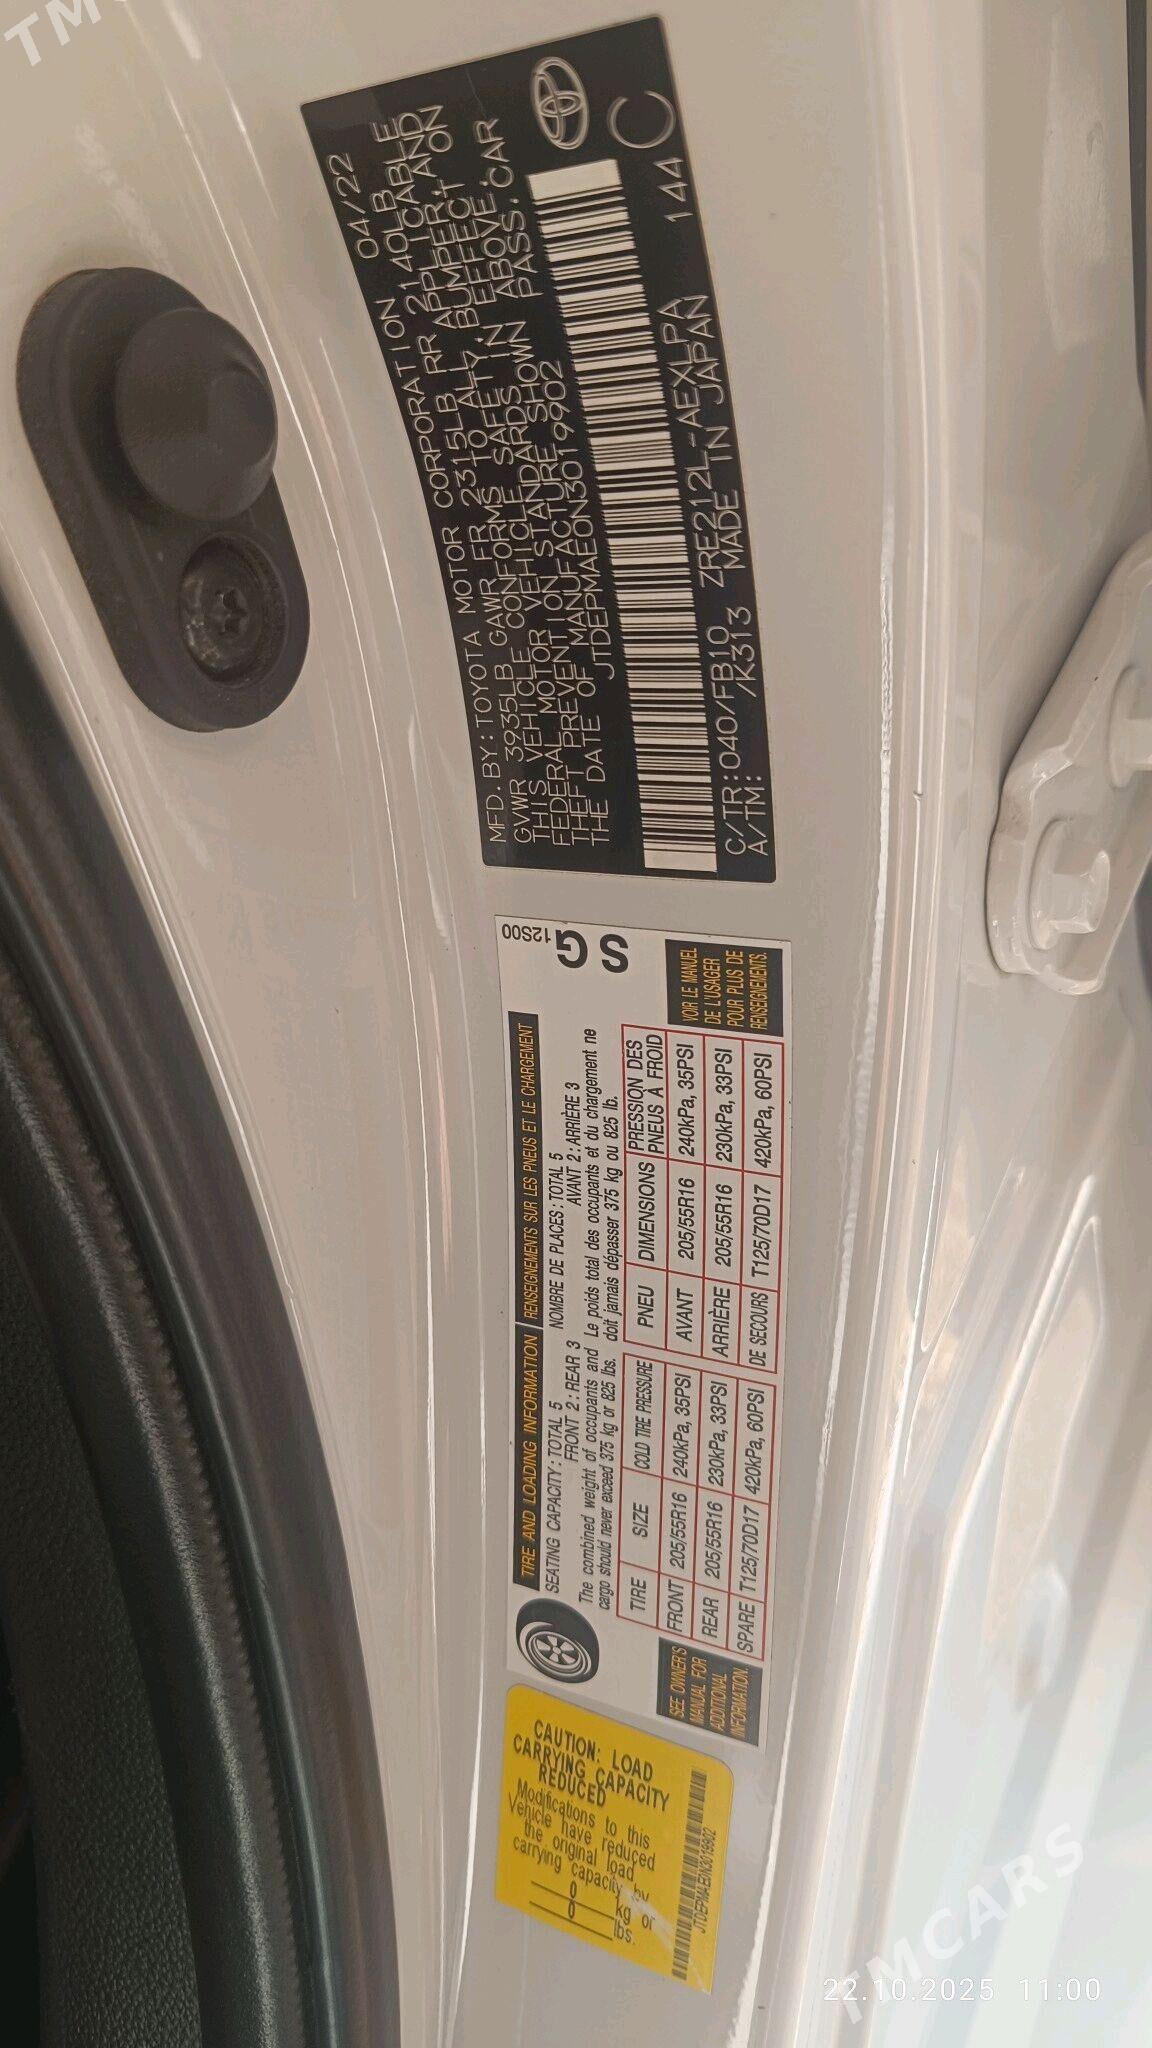 MFD. BY: TOYOTA MOTOR CORPORATION 04/22
GVWR 3935LB GAWR FR 2315LB RR 2140LB
THIS VEHICLE CONFORMS TO ALL APPLICABLE
FEDERAL MOTOR VEHICLE SAFETY, BUMPER, AND
THEFT PREVENTION STANDARDS IN EFFECT ON
THE DATE OF MANUFACTURE SHOWN ABOVE.
JTDEPMAE0N3019902 PASS. CAR
C/TR: 040/FB10 ZRE212L-AEXLPA 144
A/TM: /K313 MADE IN JAPAN
C
12S00
S G
TIRE AND LOADING INFORMATION
RENSEIGNEMENTS SUR LES PNEUS ET LE CHARGEMENT
SEATING CAPACITY : TOTAL 5
FRONT 2 : REAR 3
NOMBRE DE PLACES : TOTAL 5
AVANT 2 : ARRIÈRE 3
The combined weight of occupants and
cargo should never exceed 375 kg or 825 lbs.
Le poids total des occupants et du chargement ne
doit jamais dépasser 375 kg ou 825 lb.
TIRE SIZE COLD TIRE PRESSURE
FRONT 205/55R16 240kPa, 35PSI
REAR 205/55R16 230kPa, 33PSI
SPARE T125/70D17 420kPa, 60PSI
PNEU DIMENSIONS PRESSION DES PNEUS À FROID
AVANT 205/55R16 240kPa, 35PSI
ARRIÈRE 205/55R16 230kPa, 33PSI
DE SECOURS T125/70D17 420kPa, 60PSI
SEE OWNER'S
MANUAL FOR
ADDITIONAL
INFORMATION.
VOIR LE MANUEL
DE L'USAGER
POUR PLUS DE
RENSEIGNEMENTS.
CAUTION: LOAD
CARRYING CAPACITY
REDUCED
Modifications to this
Vehicle have reduced
the original load
carrying capacity by
0 kg or
0 lbs.
JTDEPMAE0N3019902
TMCARS
22.10.2025 11:00